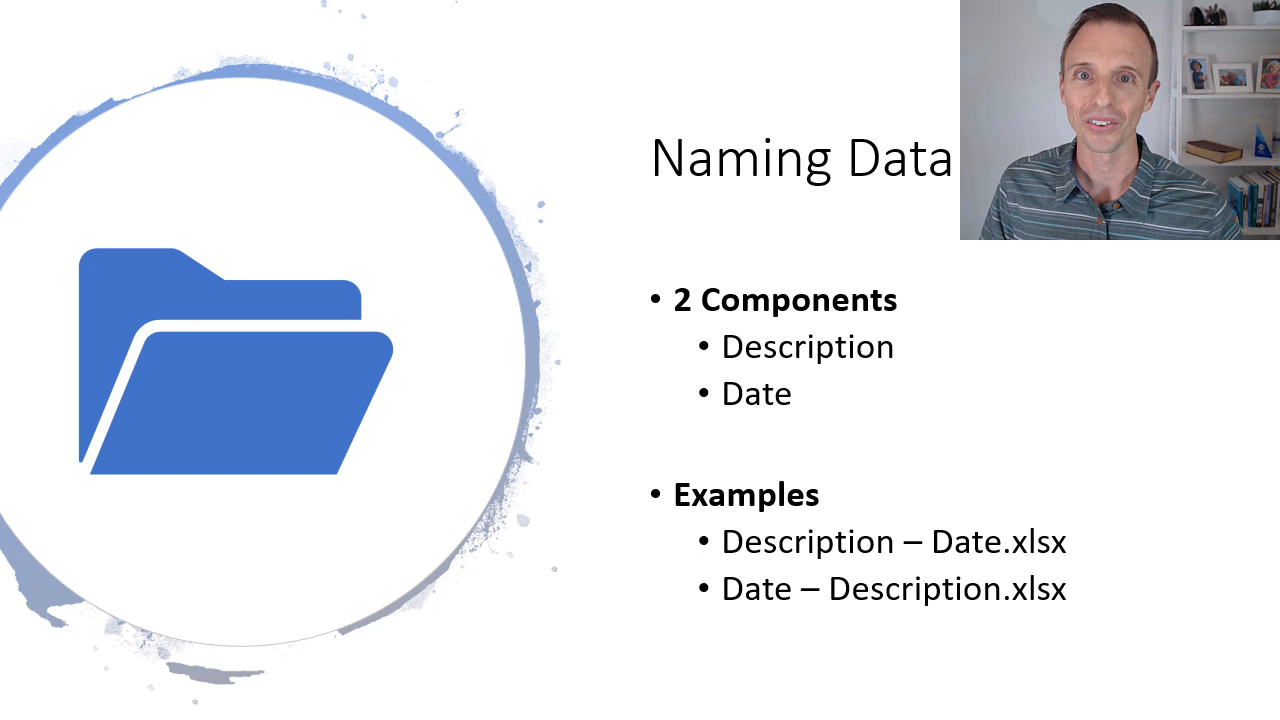 Naming Data
• 2 Components
• Description
• Date
• Examples
• Description – Date.xlsx
• Date – Description.xlsx